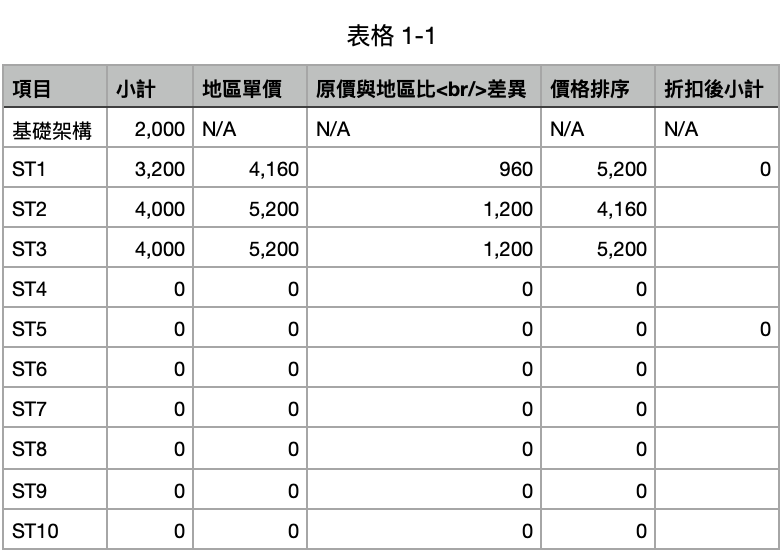 表格 1-1
項目 小計 地區單價 原價與地區比<br/>差異 價格排序 折扣後小計
基礎架構 2,000 N/A N/A N/A N/A
ST1 3,200 4,160 960 5,200 0
ST2 4,000 5,200 1,200 4,160
ST3 4,000 5,200 1,200 5,200
ST4 0 0 0 0
ST5 0 0 0 0 0
ST6 0 0 0 0
ST7 0 0 0 0
ST8 0 0 0 0
ST9 0 0 0 0
ST10 0 0 0 0